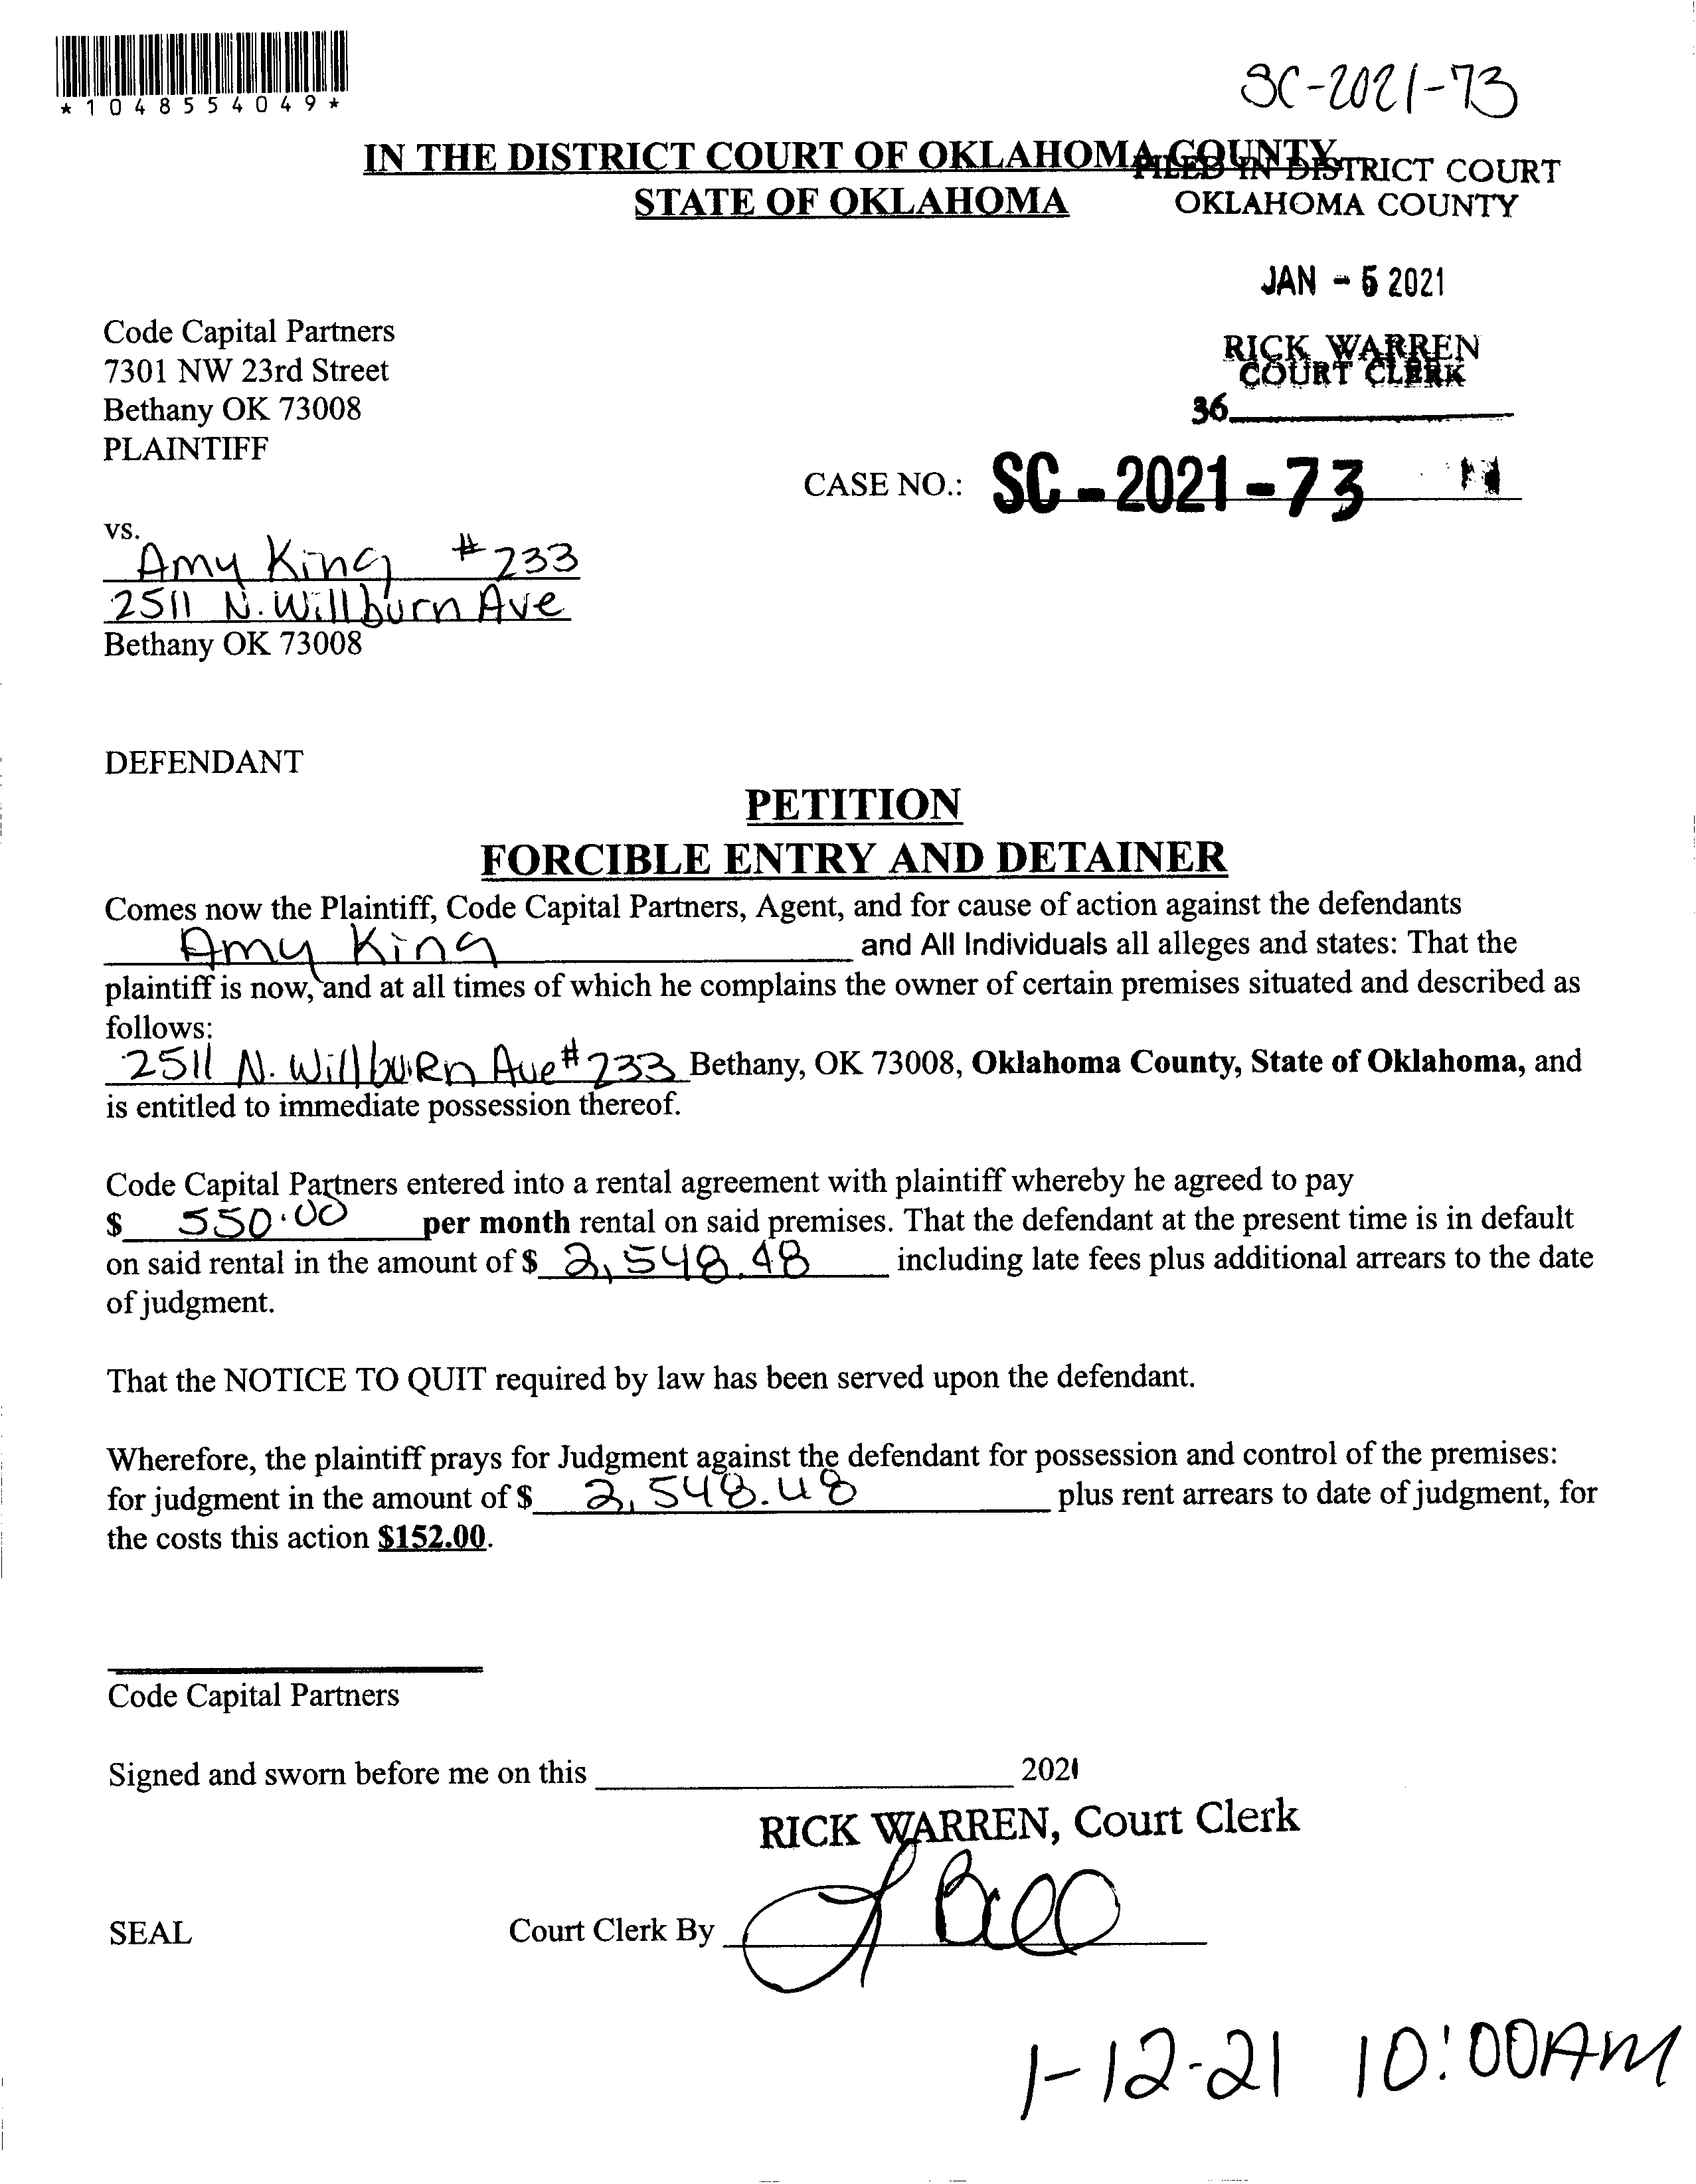 *1048554049*
SC-2021-73
IN THE DISTRICT COURT OF OKLAHOMA COUNTY
STATE OF OKLAHOMA
FILED IN DISTRICT COURT
OKLAHOMA COUNTY
JAN - 5 2021
RICK WARREN
COURT CLERK
36
Code Capital Partners
7301 NW 23rd Street
Bethany OK 73008
PLAINTIFF
CASE NO.: SC-2021-73
vs.
Amy King #233
2511 N. Willburn Ave
Bethany OK 73008
DEFENDANT
PETITION
FORCIBLE ENTRY AND DETAINER
Comes now the Plaintiff, Code Capital Partners, Agent, and for cause of action against the defendants
Amy King and All Individuals all alleges and states: That the
plaintiff is now, and at all times of which he complains the owner of certain premises situated and described as
follows:
2511 N. Willburn Ave #233 Bethany, OK 73008, Oklahoma County, State of Oklahoma, and
is entitled to immediate possession thereof.
Code Capital Partners entered into a rental agreement with plaintiff whereby he agreed to pay
$ 550.00 per month rental on said premises. That the defendant at the present time is in default
on said rental in the amount of $ 2,548.48 including late fees plus additional arrears to the date
of judgment.
That the NOTICE TO QUIT required by law has been served upon the defendant.
Wherefore, the plaintiff prays for Judgment against the defendant for possession and control of the premises:
for judgment in the amount of $ 2,548.48 plus rent arrears to date of judgment, for
the costs this action $152.00.
Code Capital Partners
Signed and sworn before me on this 2021
RICK WARREN, Court Clerk
SEAL
Court Clerk By
1-12-21 10:00AM